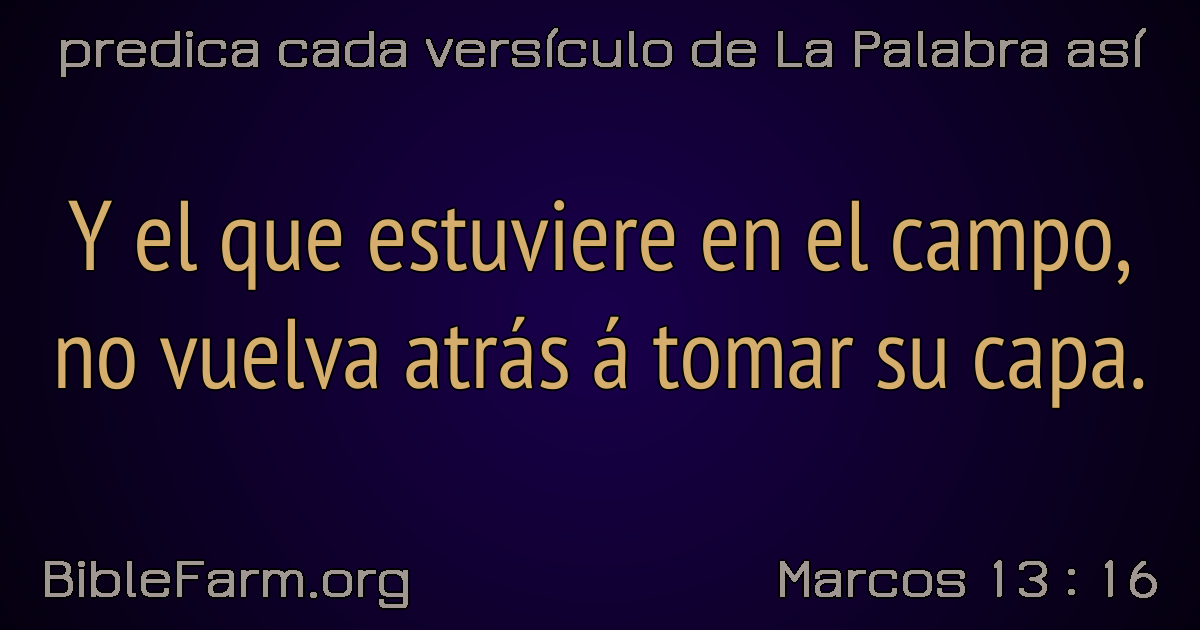 predica cada versículo de La Palabra así
Y el que estuviere en el campo,
no vuelva atrás á tomar su capa.
BibleFarm.org
Marcos 13 : 16